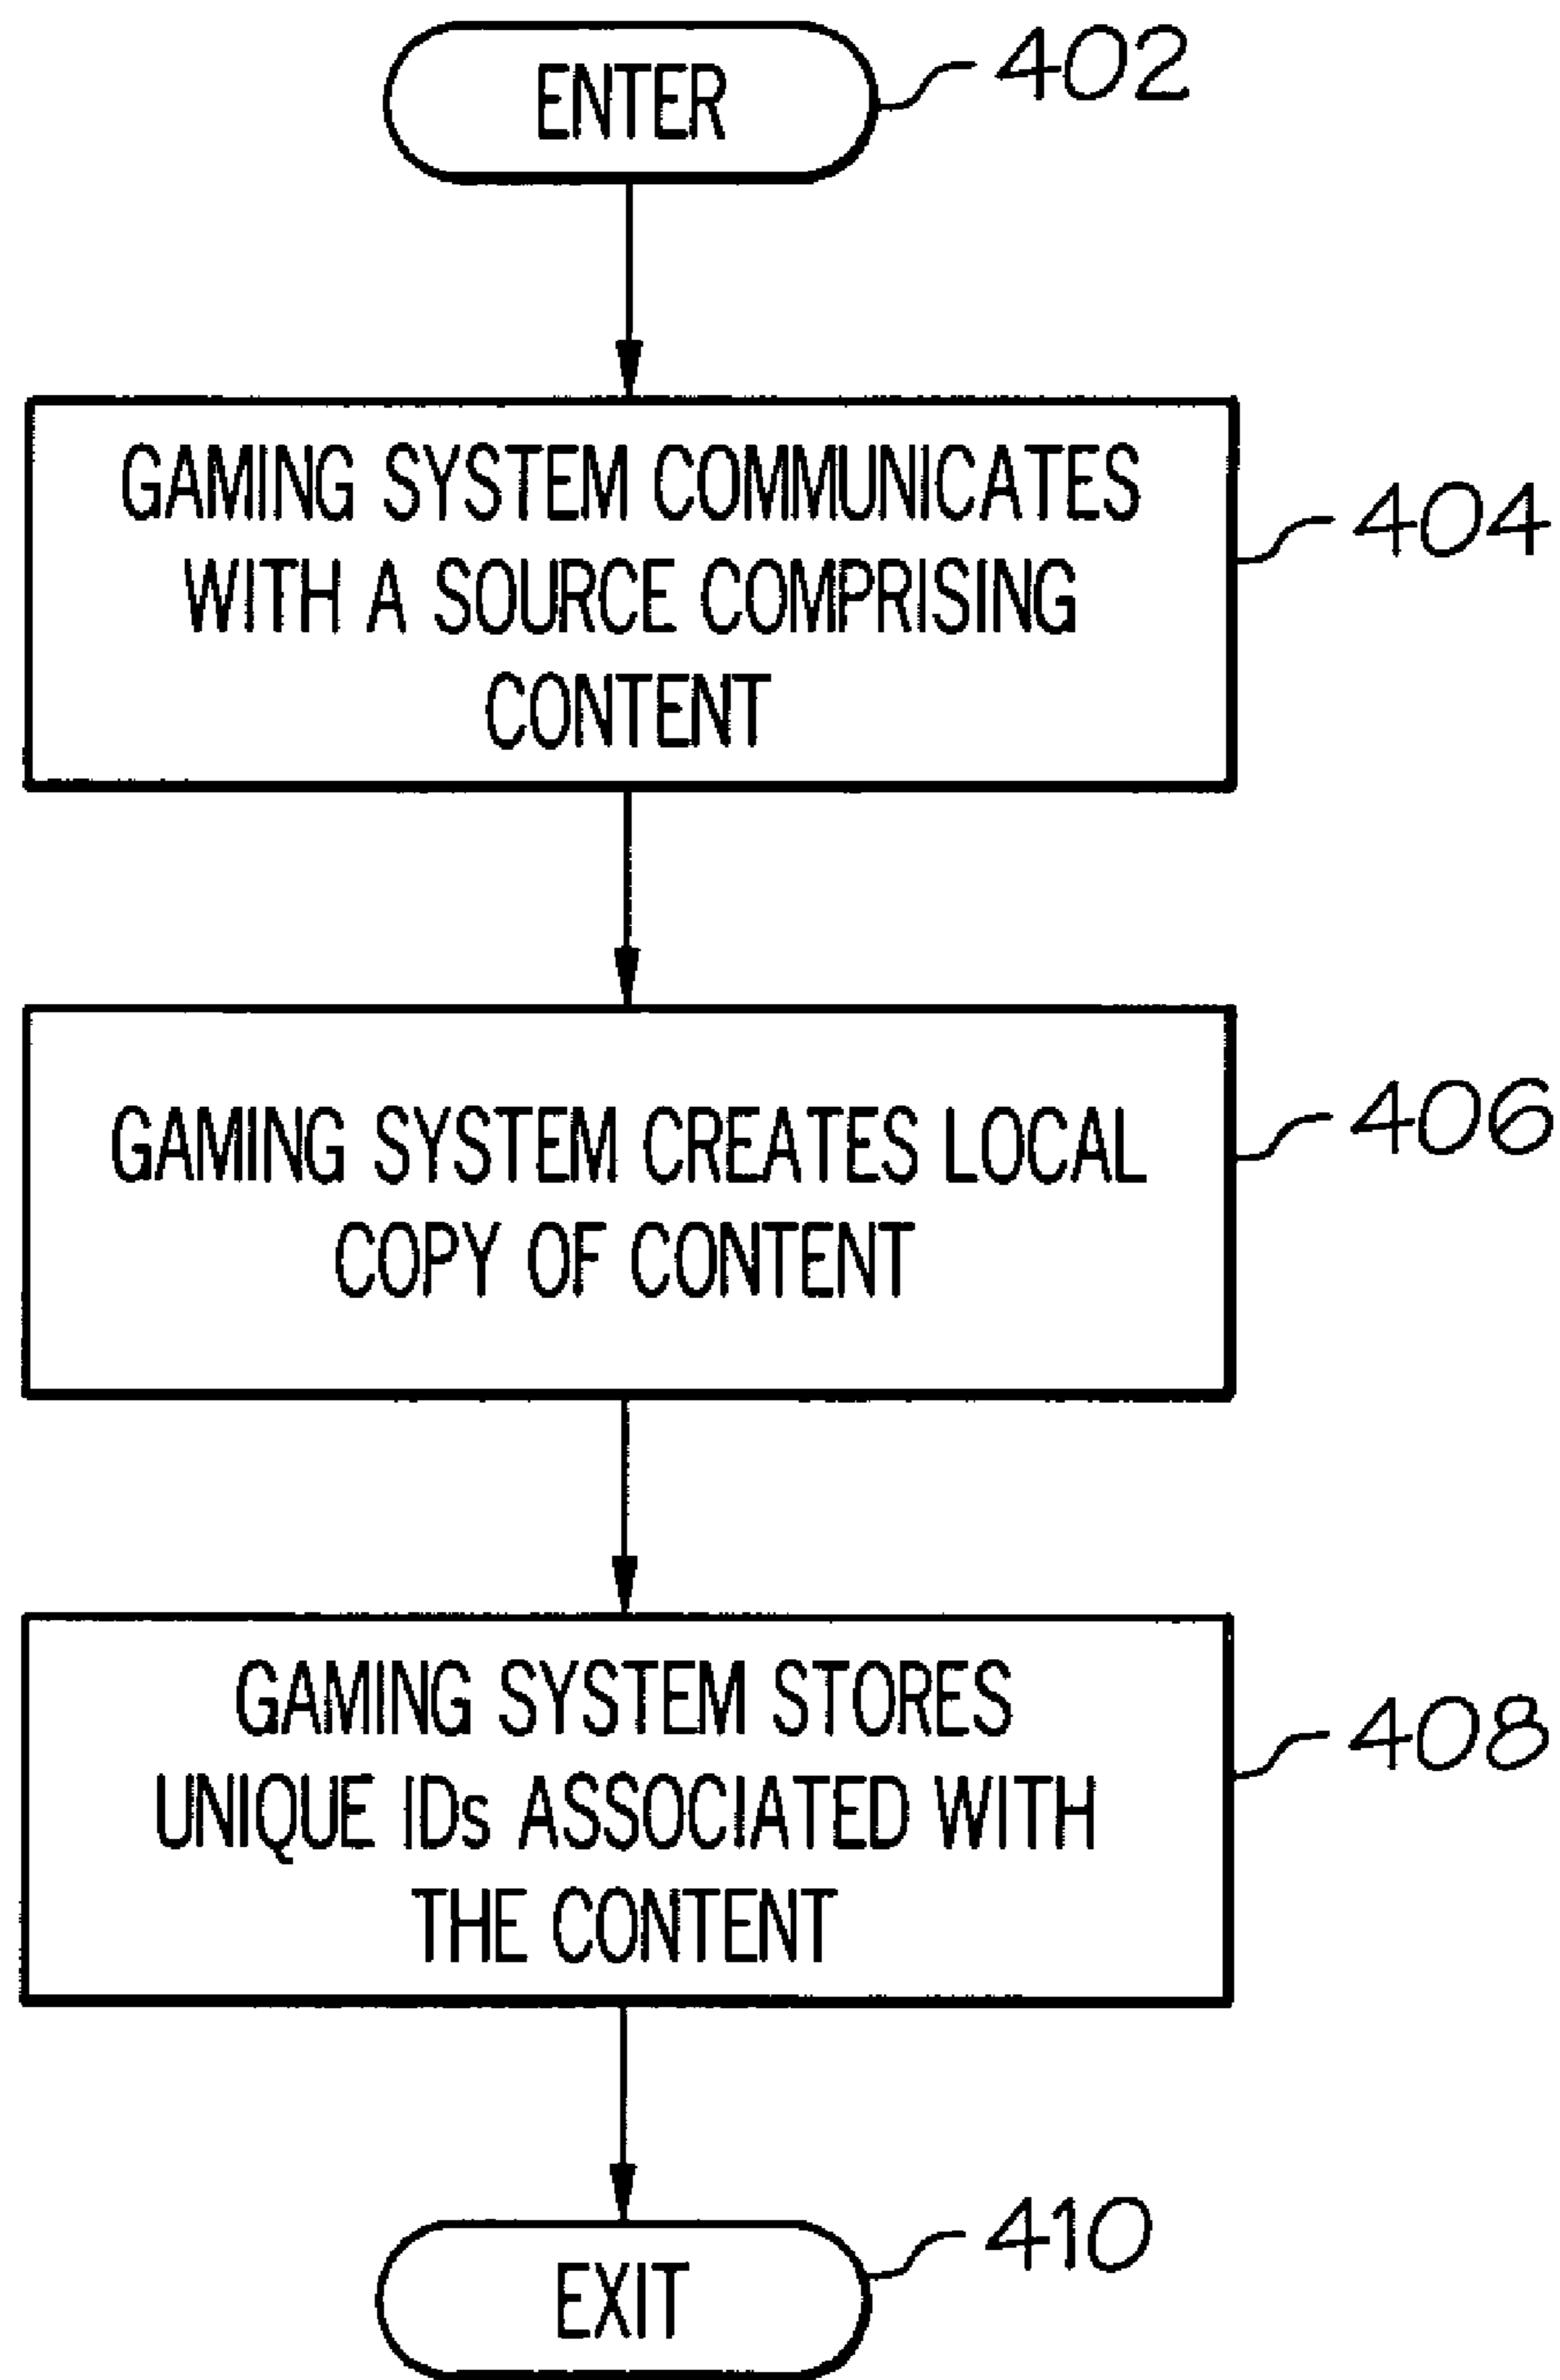 ENTER
402
GAMING SYSTEM COMMUNICATES
WITH A SOURCE COMPRISING
CONTENT
404
GAMING SYSTEM CREATES LOCAL
COPY OF CONTENT
406
GAMING SYSTEM STORES
UNIQUE IDs ASSOCIATED WITH
THE CONTENT
408
EXIT
410